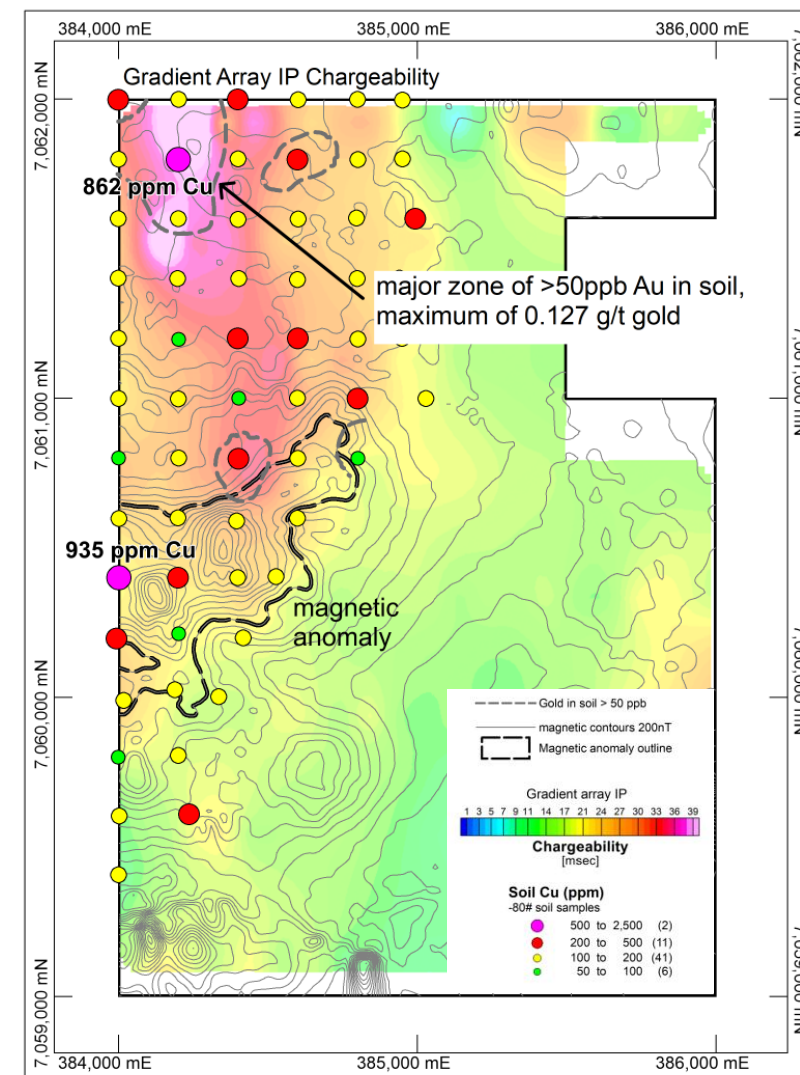 384,000 mE 385,000 mE 386,000 mE
Gradient Array IP Chargeability
7,062,000 mN
862 ppm Cu
major zone of >50ppb Au in soil,
maximum of 0.127 g/t gold
7,061,000 mN
935 ppm Cu
magnetic
anomaly
7,060,000 mN
Gold in soil > 50 ppb
magnetic contours 200nT
Magnetic anomaly outline
Gradient array IP
1 3 5 7 9 11 14 17 21 24 27 30 33 36 39
Chargeability
[msec]
Soil Cu (ppm)
-80# soil samples
500 to 2,500 (2)
200 to 500 (11)
100 to 200 (41)
50 to 100 (6)
7,059,000 mN
384,000 mE 385,000 mE 386,000 mE